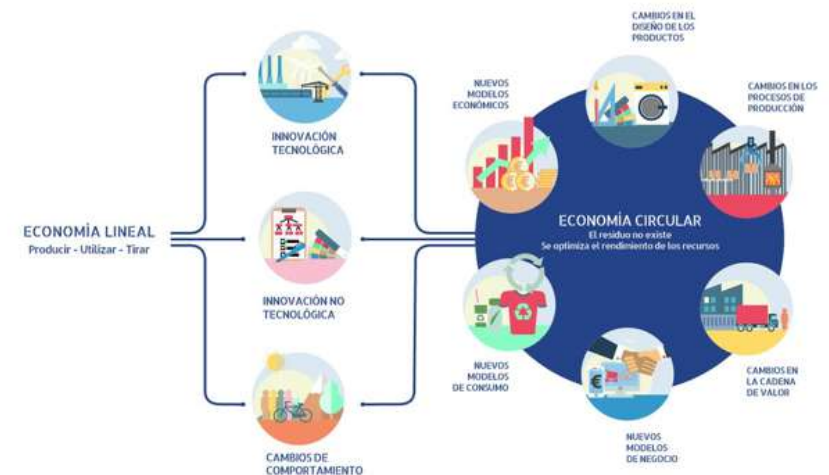 ECONOMÍA LINEAL
Producir - Utilizar - Tirar
INNOVACIÓN
TECNOLÓGICA
INNOVACIÓN NO
TECNOLÓGICA
CAMBIOS DE
COMPORTAMIENTO
ECONOMÍA CIRCULAR
El residuo no existe
Se optimiza el rendimiento de los recursos
CAMBIOS EN EL
DISEÑO DE LOS
PRODUCTOS
CAMBIOS EN LOS
PROCESOS DE
PRODUCCIÓN
CAMBIOS EN
LA CADENA
DE VALOR
NUEVOS
MODELOS
DE NEGOCIO
NUEVOS
MODELOS
DE CONSUMO
NUEVOS
MODELOS
ECONÓMICOS